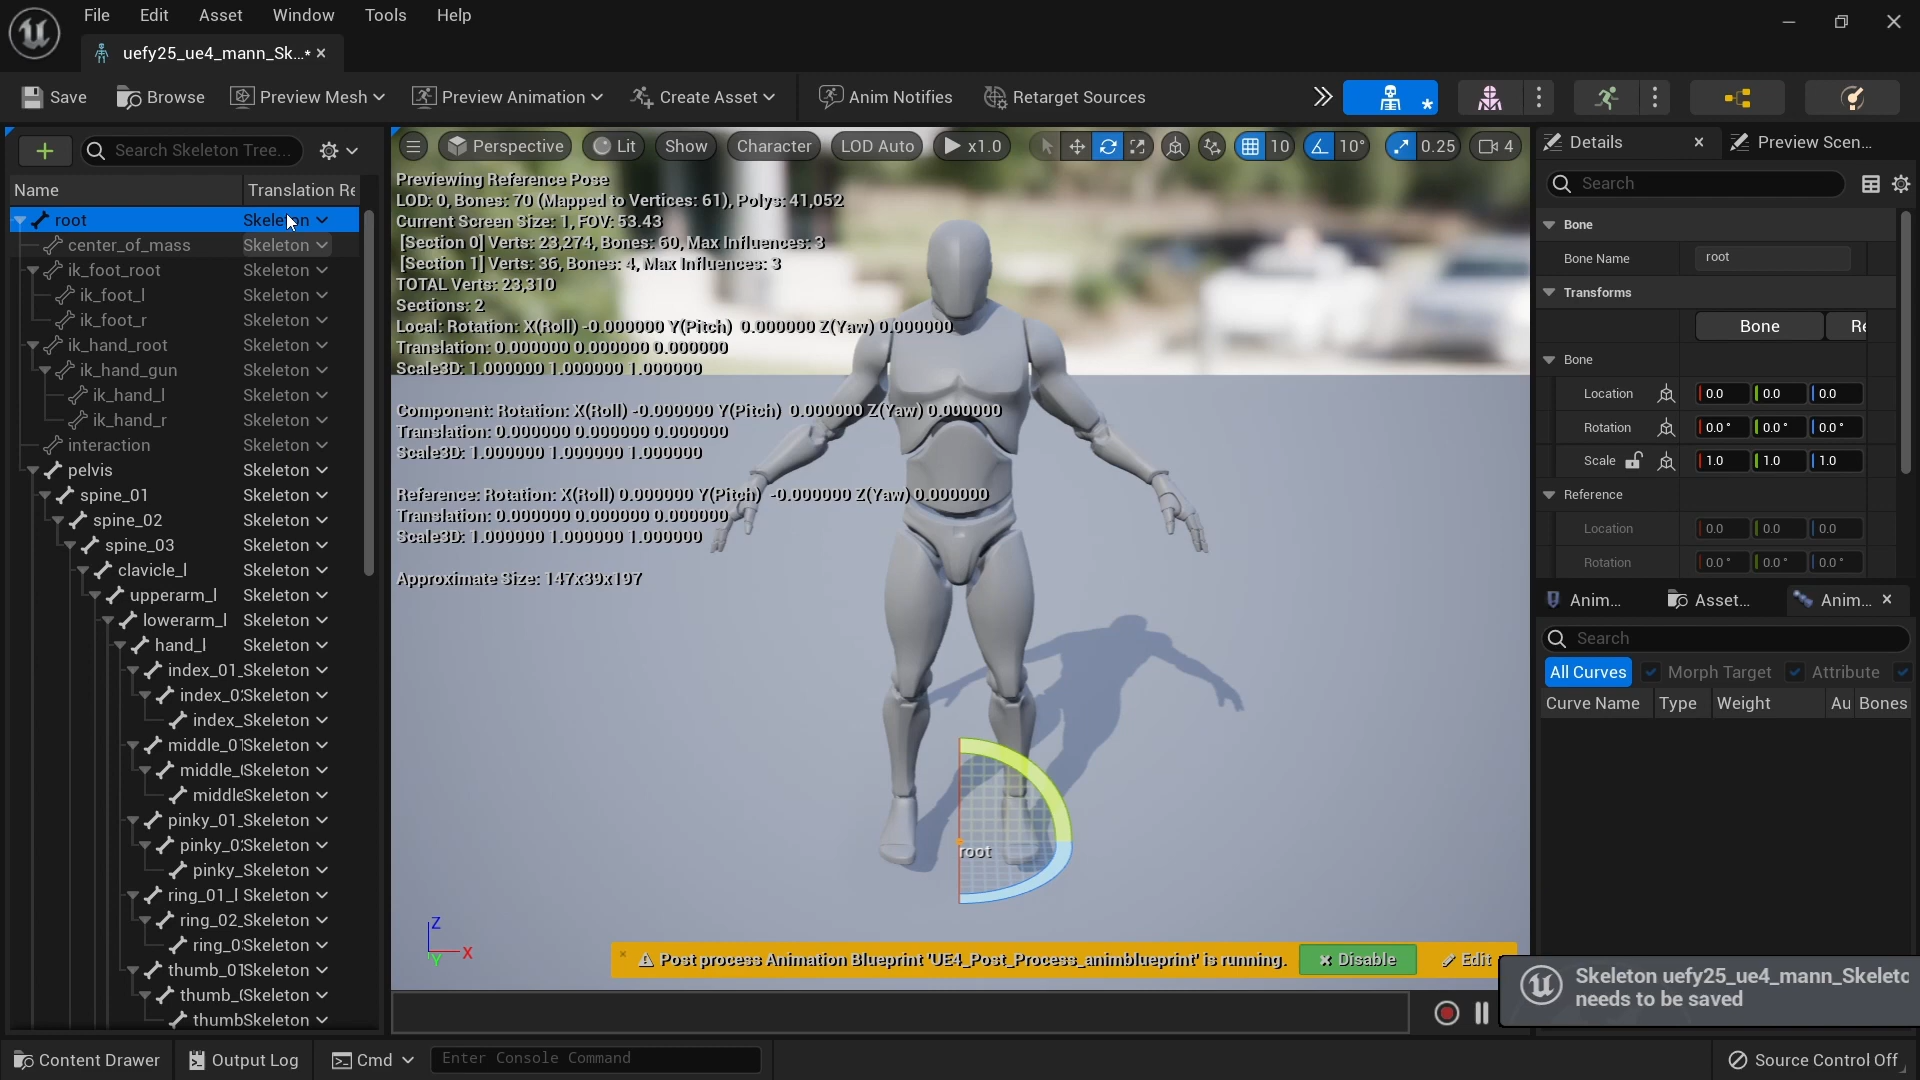 File Edit Asset Window Tools Help
uefy25_ue4_mann_Sk...*
Save Browse Preview Mesh Preview Animation Create Asset Anim Notifies Retarget Sources
Search Skeleton Tree...
Name Translation Re
root Skeleton
center_of_mass Skeleton
ik_foot_root Skeleton
ik_foot_l Skeleton
ik_foot_r Skeleton
ik_hand_root Skeleton
ik_hand_gun Skeleton
ik_hand_l Skeleton
ik_hand_r Skeleton
interaction Skeleton
pelvis Skeleton
spine_01 Skeleton
spine_02 Skeleton
spine_03 Skeleton
clavicle_l Skeleton
upperarm_l Skeleton
lowerarm_l Skeleton
hand_l Skeleton
index_01_ Skeleton
index_0 Skeleton
index_ Skeleton
middle_01 Skeleton
middle_ Skeleton
middle Skeleton
pinky_01_ Skeleton
pinky_0 Skeleton
pinky_ Skeleton
ring_01_l Skeleton
ring_02_ Skeleton
ring_0 Skeleton
thumb_01 Skeleton
thumb_ Skeleton
thumb Skeleton
Perspective Lit Show Character LOD Auto x1.0 10 10° 0.25 4
Previewing Reference Pose
LOD: 0, Bones: 70 (Mapped to Vertices: 61), Polys: 41,052
Current Screen Size: 1, FOV: 53.43
[Section 0] Verts: 23,274, Bones: 60, Max Influences: 3
[Section 1] Verts: 36, Bones: 4, Max Influences: 3
TOTAL Verts: 23,310
Sections: 2
Local: Rotation: X(Roll) -0.000000 Y(Pitch) 0.000000 Z(Yaw) 0.000000
Translation: 0.000000 0.000000 0.000000
Scale3D: 1.000000 1.000000 1.000000
Component: Rotation: X(Roll) -0.000000 Y(Pitch) 0.000000 Z(Yaw) 0.000000
Translation: 0.000000 0.000000 0.000000
Scale3D: 1.000000 1.000000 1.000000
Reference: Rotation: X(Roll) 0.000000 Y(Pitch) -0.000000 Z(Yaw) 0.000000
Translation: 0.000000 0.000000 0.000000
Scale3D: 1.000000 1.000000 1.000000
Approximate Size: 147x39x197
root
Z
X
Y
Post process Animation Blueprint 'UE4_Post_Process_animblueprint' is running. Disable Edit
Details Preview Scen...
Search
Bone
Bone Name root
Transforms
Bone Re
Bone
Location 0.0 0.0 0.0
Rotation 0.0° 0.0° 0.0°
Scale 1.0 1.0 1.0
Reference
Location 0.0 0.0 0.0
Rotation 0.0° 0.0° 0.0°
Anim... Asset... Anim...
Search
All Curves Morph Target Attribute
Curve Name Type Weight Au Bones
Skeleton uefy25_ue4_mann_Skeleto
needs to be saved
Content Drawer Output Log Cmd Enter Console Command Source Control Off